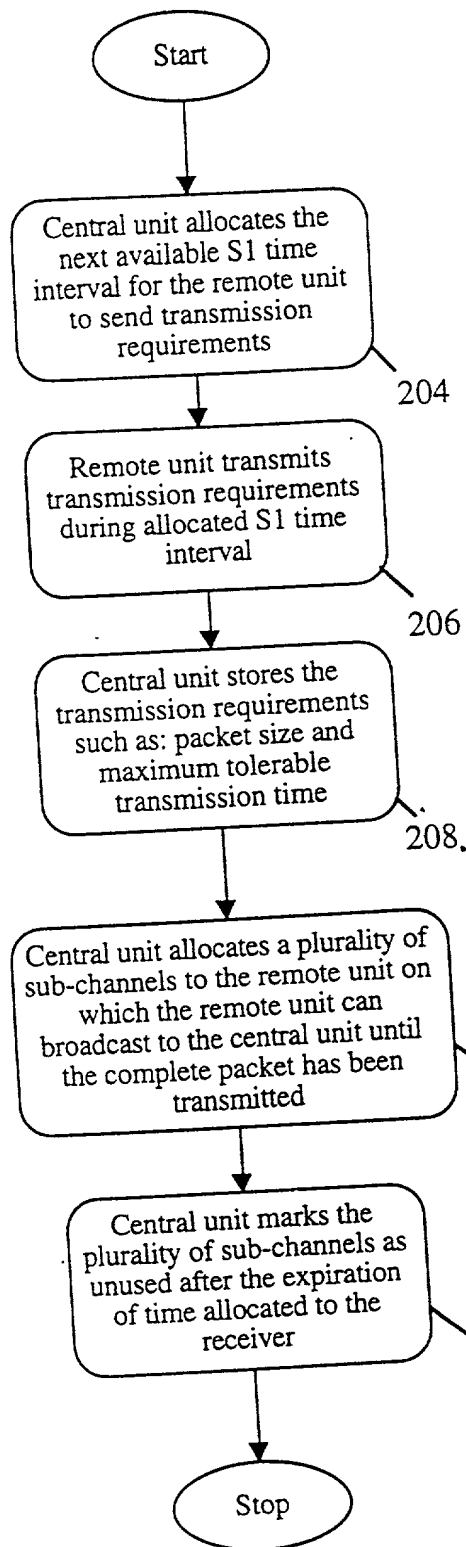 Start
Central unit allocates the
next available S1 time
interval for the remote unit
to send transmission
requirements
204
Remote unit transmits
transmission requirements
during allocated S1 time
interval
206
Central unit stores the
transmission requirements
such as: packet size and
maximum tolerable
transmission time
208
Central unit allocates a plurality of
sub-channels to the remote unit on
which the remote unit can
broadcast to the central unit until
the complete packet has been
transmitted
Central unit marks the
plurality of sub-channels as
unused after the expiration
of time allocated to the
receiver
Stop